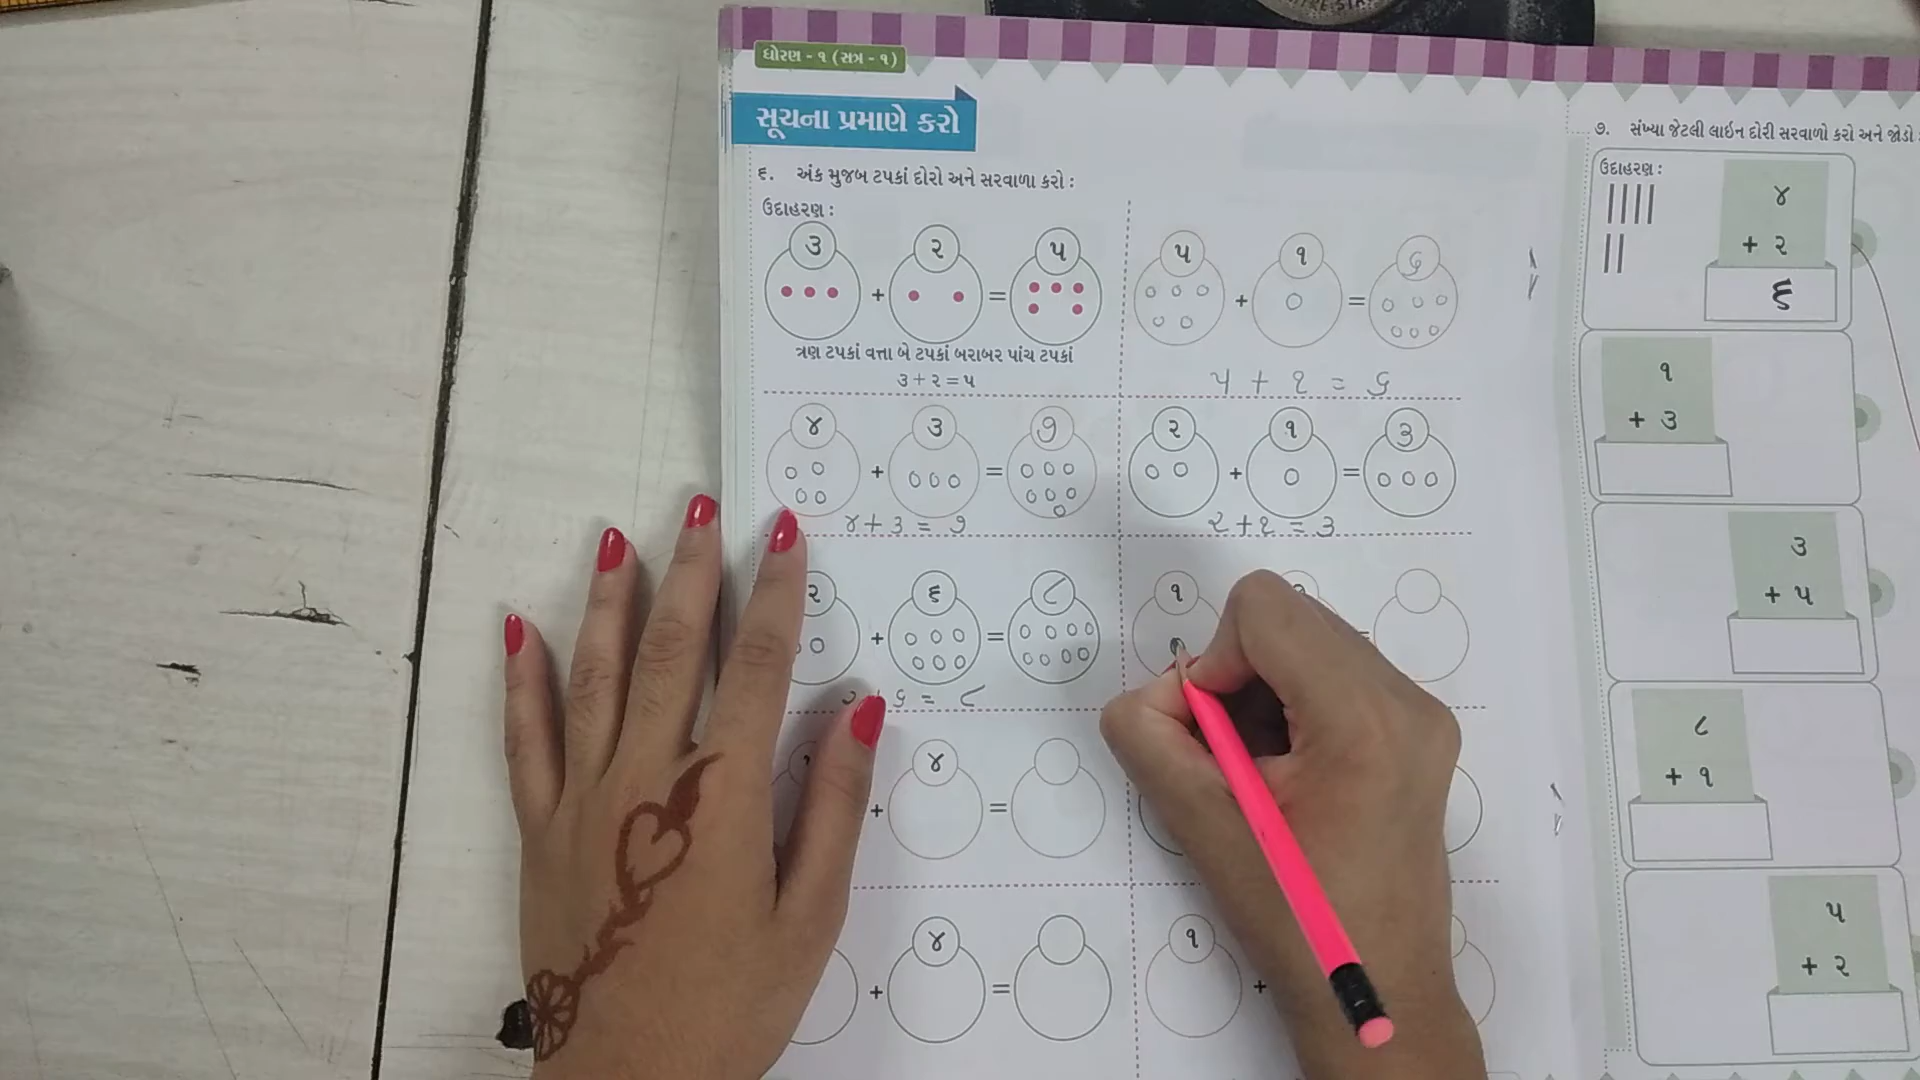 ધોરણ - ૧ (સત્ર - ૧)
સૂચના પ્રમાણે કરો
૬. અંક મુજબ ટપકાં દોરો અને સરવાળા કરો :
ઉદાહરણ :
૩ + ૨ = ૫
ત્રણ ટપકાં વત્તા બે ટપકાં બરાબર પાંચ ટપકાં
૩ + ૨ = ૫
૫ + ૧ = ૬
૫ + ૧ = ૬
૪ + ૩ = ૭
૪ + ૩ = ૭
૨ + ૧ = ૩
૨ + ૧ = ૩
૨ + ૬ = ૮
+ ૬ = ૮
૧
+ ૪ =
+ ૪ =
૧ +
૭. સંખ્યા જેટલી લાઇન દોરી સરવાળો કરો અને જોડો
ઉદાહરણ :
૪
+ ૨
૬
૧
+ ૩
૩
+ ૫
૮
+ ૧
૫
+ ૨